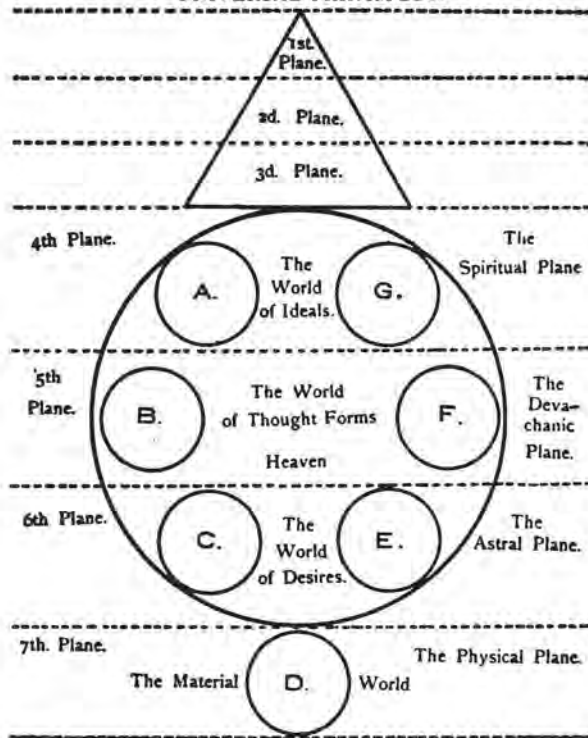 1st.
Plane.
2d. Plane.
3d. Plane.
4th Plane.
The
Spiritual Plane
A.
The
World
of Ideals.
G.
'5th
Plane.
B.
The World
of Thought Forms
Heaven
F.
The
Deva-
chanic
Plane.
6th Plane.
C.
The
World
of Desires.
E.
The
Astral Plane.
7th. Plane.
The Physical Plane.
The Material
D.
World